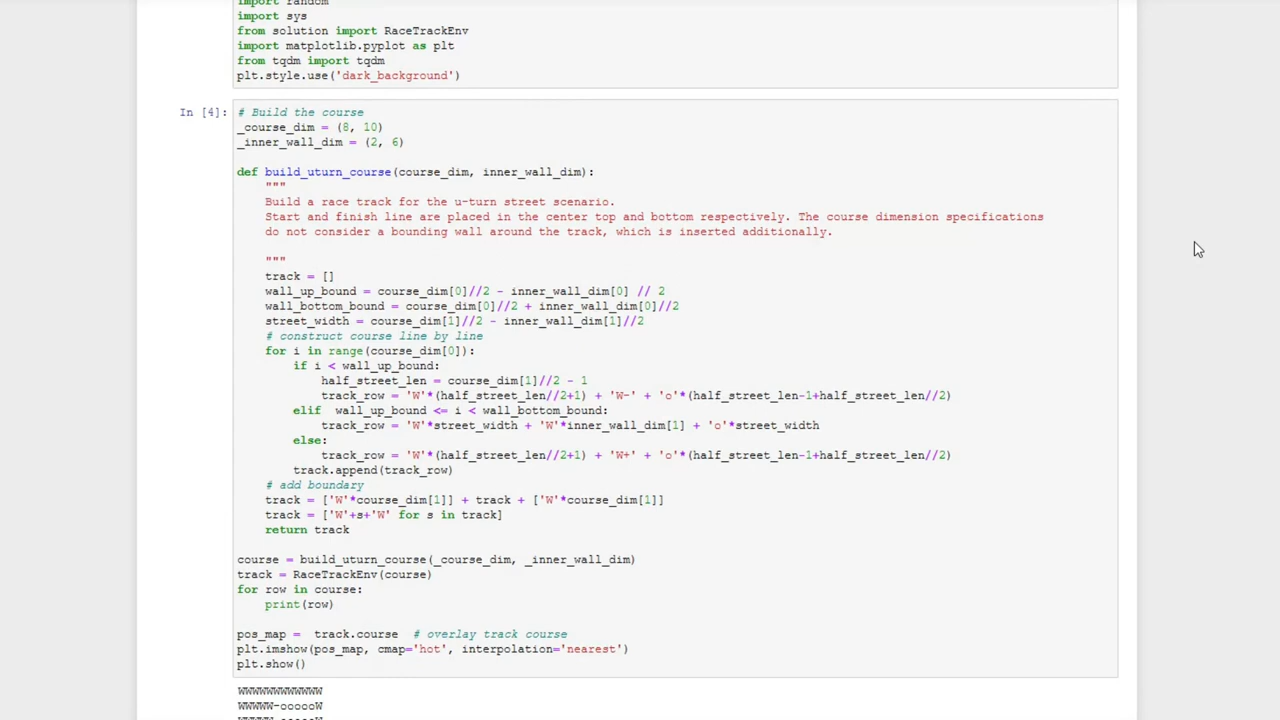 import random
import sys
from solution import RaceTrackEnv
import matplotlib.pyplot as plt
from tqdm import tqdm
plt.style.use('dark_background')
In [4]:
# Build the course
_course_dim = (8, 10)
_inner_wall_dim = (2, 6)

def build_uturn_course(course_dim, inner_wall_dim):
    """
    Build a race track for the u-turn street scenario.
    Start and finish line are placed in the center top and bottom respectively. The course dimension specifications
    do not consider a bounding wall around the track, which is inserted additionally.

    """
    track = []
    wall_up_bound = course_dim[0]//2 - inner_wall_dim[0] // 2
    wall_bottom_bound = course_dim[0]//2 + inner_wall_dim[0]//2
    street_width = course_dim[1]//2 - inner_wall_dim[1]//2
    # construct course line by line
    for i in range(course_dim[0]):
        if i < wall_up_bound:
            half_street_len = course_dim[1]//2 - 1
            track_row = 'W'*(half_street_len//2+1) + 'W-' + 'o'*(half_street_len-1+half_street_len//2)
        elif  wall_up_bound <= i < wall_bottom_bound:
            track_row = 'W'*street_width + 'W'*inner_wall_dim[1] + 'o'*street_width
        else:
            track_row = 'W'*(half_street_len//2+1) + 'W+' + 'o'*(half_street_len-1+half_street_len//2)
        track.append(track_row)
    # add boundary
    track = ['W'*course_dim[1]] + track + ['W'*course_dim[1]]
    track = ['W'+s+'W' for s in track]
    return track

course = build_uturn_course(_course_dim, _inner_wall_dim)
track = RaceTrackEnv(course)
for row in course:
    print(row)

pos_map =  track.course  # overlay track course
plt.imshow(pos_map, cmap='hot', interpolation='nearest')
plt.show()
WWWWWWWWWWWW
WWWWW-oooooW
WWWWW-oooooW